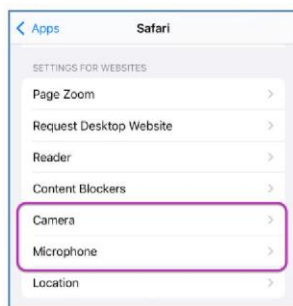 Apps
Safari
SETTINGS FOR WEBSITES
Page Zoom
Request Desktop Website
Reader
Content Blockers
Camera
Microphone
Location